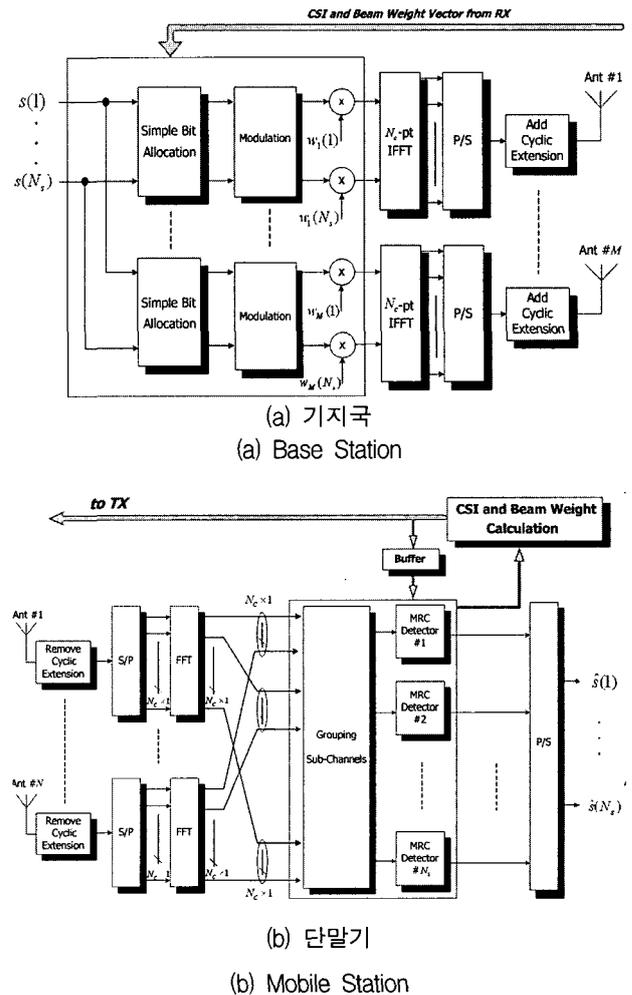 CSI and Beam Weight Vector from RX
s(1)
s(N_s)
Simple Bit
Allocation
Modulation
x
w_1(1)
x
w_1(N_s)
N_c-pt
IFFT
P/S
Add
Cyclic
Extension
Ant #1
Simple Bit
Allocation
Modulation
x
w_M(1)
x
w_M(N_s)
N_c-pt
IFFT
P/S
Add
Cyclic
Extension
Ant #M
(a) 기지국
(a) Base Station
to TX
CSI and Beam Weight
Calculation
Buffer
Ant #1
Remove
Cyclic
Extension
S/P
N_c×1
FFT
N_c×1
N_c×1
Grouping
Sub-Channels
MRC
Detector
#1
MRC
Detector
#2
MRC
Detector
#N_s
P/S
ŝ(1)
ŝ(N_s)
Ant #N
Remove
Cyclic
Extension
S/P
N_c×1
FFT
N_c×1
N_c×1
(b) 단말기
(b) Mobile Station